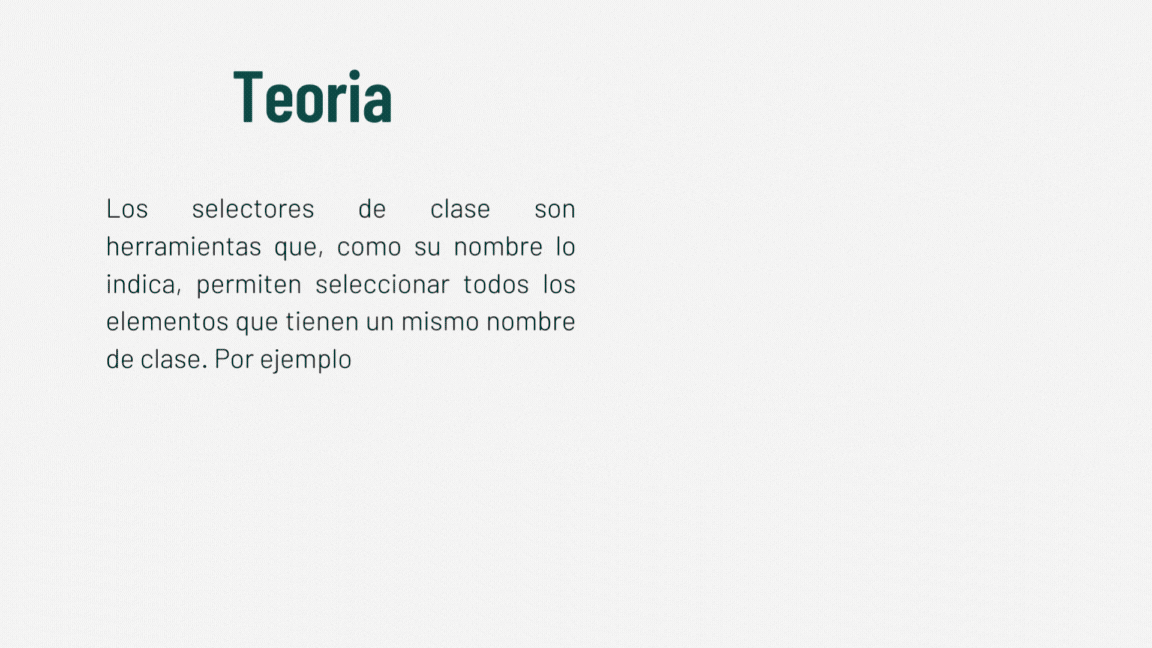 Teoria
Los selectores de clase son
herramientas que, como su nombre lo
indica, permiten seleccionar todos los
elementos que tienen un mismo nombre
de clase. Por ejemplo